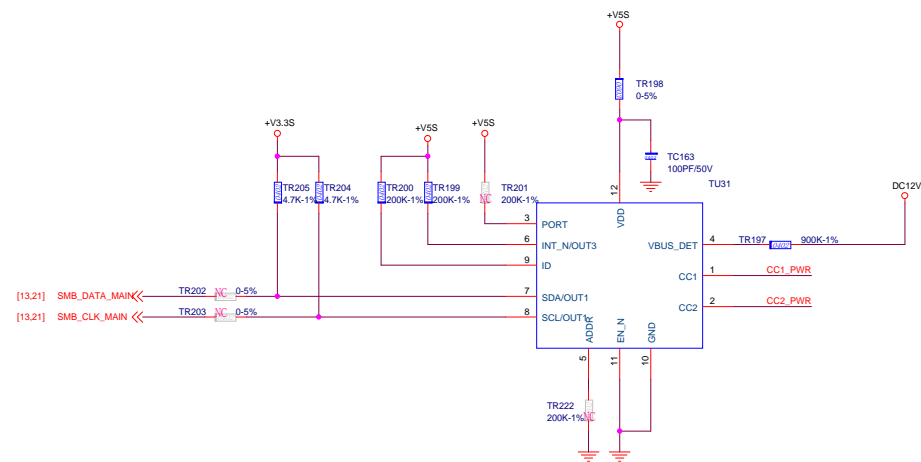 +V5S
TR198
0-5%
+V3.3S
+V5S
+V5S
TC163
100PF/50V
TU31
DC12V
TR205
4.7K-1%
TR204
4.7K-1%
TR200
200K-1%
TR199
200K-1%
TR201
200K-1%
NC
12
VDD
3
PORT
6
INT_N/OUT3
9
ID
VBUS_DET
4
TR197
0402
900K-1%
CC1
1
CC1_PWR
CC2
2
CC2_PWR
[13,21]
SMB_DATA_MAIN
TR202
NC
0-5%
7
SDA/OUT1
[13,21]
SMB_CLK_MAIN
TR203
NC
0-5%
8
SCL/OUT1
ADDR
EN_N
GND
5
11
10
TR222
200K-1%
NC